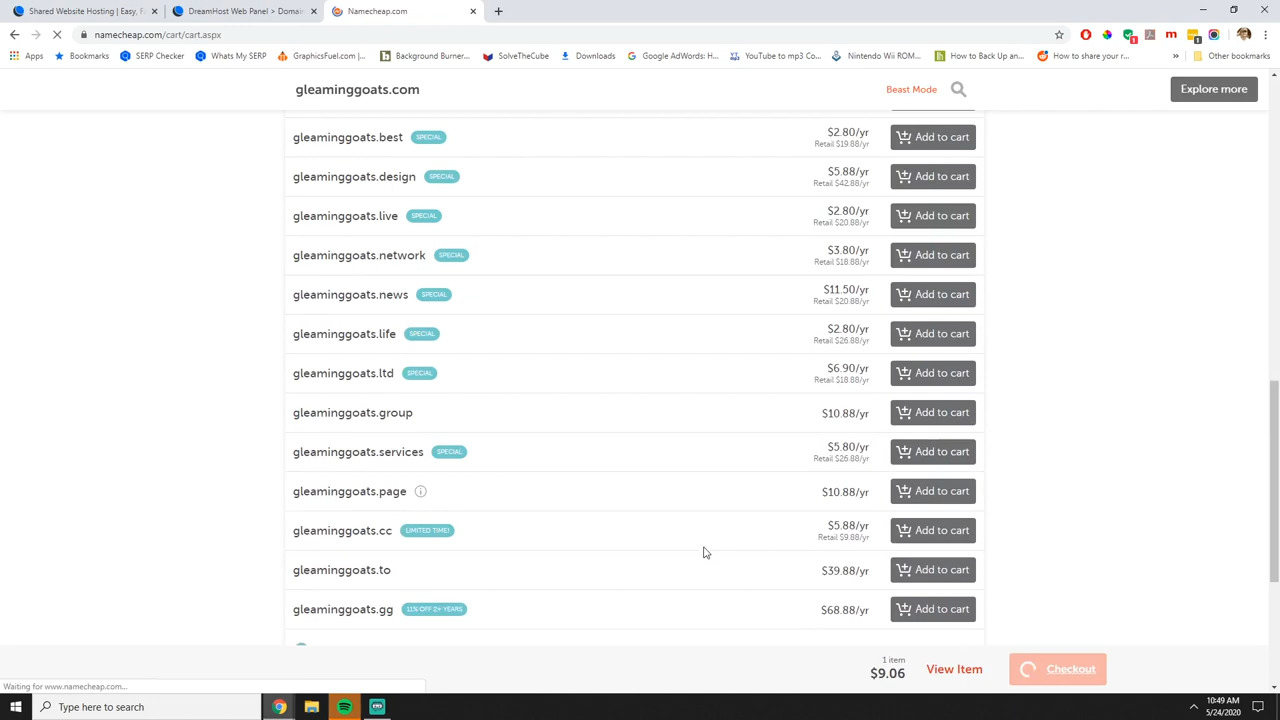 Shared Website Hosting | Easy, F
DreamHost Web Panel > Domain
Namecheap.com
namecheap.com/cart/cart.aspx
Apps
Bookmarks
SERP Checker
Whats My SERP
GraphicsFuel.com |...
Background Burner...
SolveTheCube
Downloads
Google AdWords: H...
YouTube to mp3 Co...
Nintendo Wii ROM...
How to Back Up an...
How to share your r...
»
Other bookmarks
gleaminggoats.com
Beast Mode
Explore more
gleaminggoats.best SPECIAL $2.80/yr Add to cart
Retail $19.88/yr
gleaminggoats.design SPECIAL $5.88/yr Add to cart
Retail $42.88/yr
gleaminggoats.live SPECIAL $2.80/yr Add to cart
Retail $20.88/yr
gleaminggoats.network SPECIAL $3.80/yr Add to cart
Retail $18.88/yr
gleaminggoats.news SPECIAL $11.50/yr Add to cart
Retail $20.88/yr
gleaminggoats.life SPECIAL $2.80/yr Add to cart
Retail $26.88/yr
gleaminggoats.ltd SPECIAL $6.90/yr Add to cart
Retail $18.88/yr
gleaminggoats.group $10.88/yr Add to cart
gleaminggoats.services SPECIAL $5.80/yr Add to cart
Retail $26.88/yr
gleaminggoats.page $10.88/yr Add to cart
gleaminggoats.cc LIMITED TIME! $5.88/yr Add to cart
Retail $9.88/yr
gleaminggoats.to $39.88/yr Add to cart
gleaminggoats.gg 11% OFF 2+ YEARS $68.88/yr Add to cart
1 item
$9.06
View Item
Checkout
Waiting for www.namecheap.com...
Type here to search
10:49 AM
5/24/2020